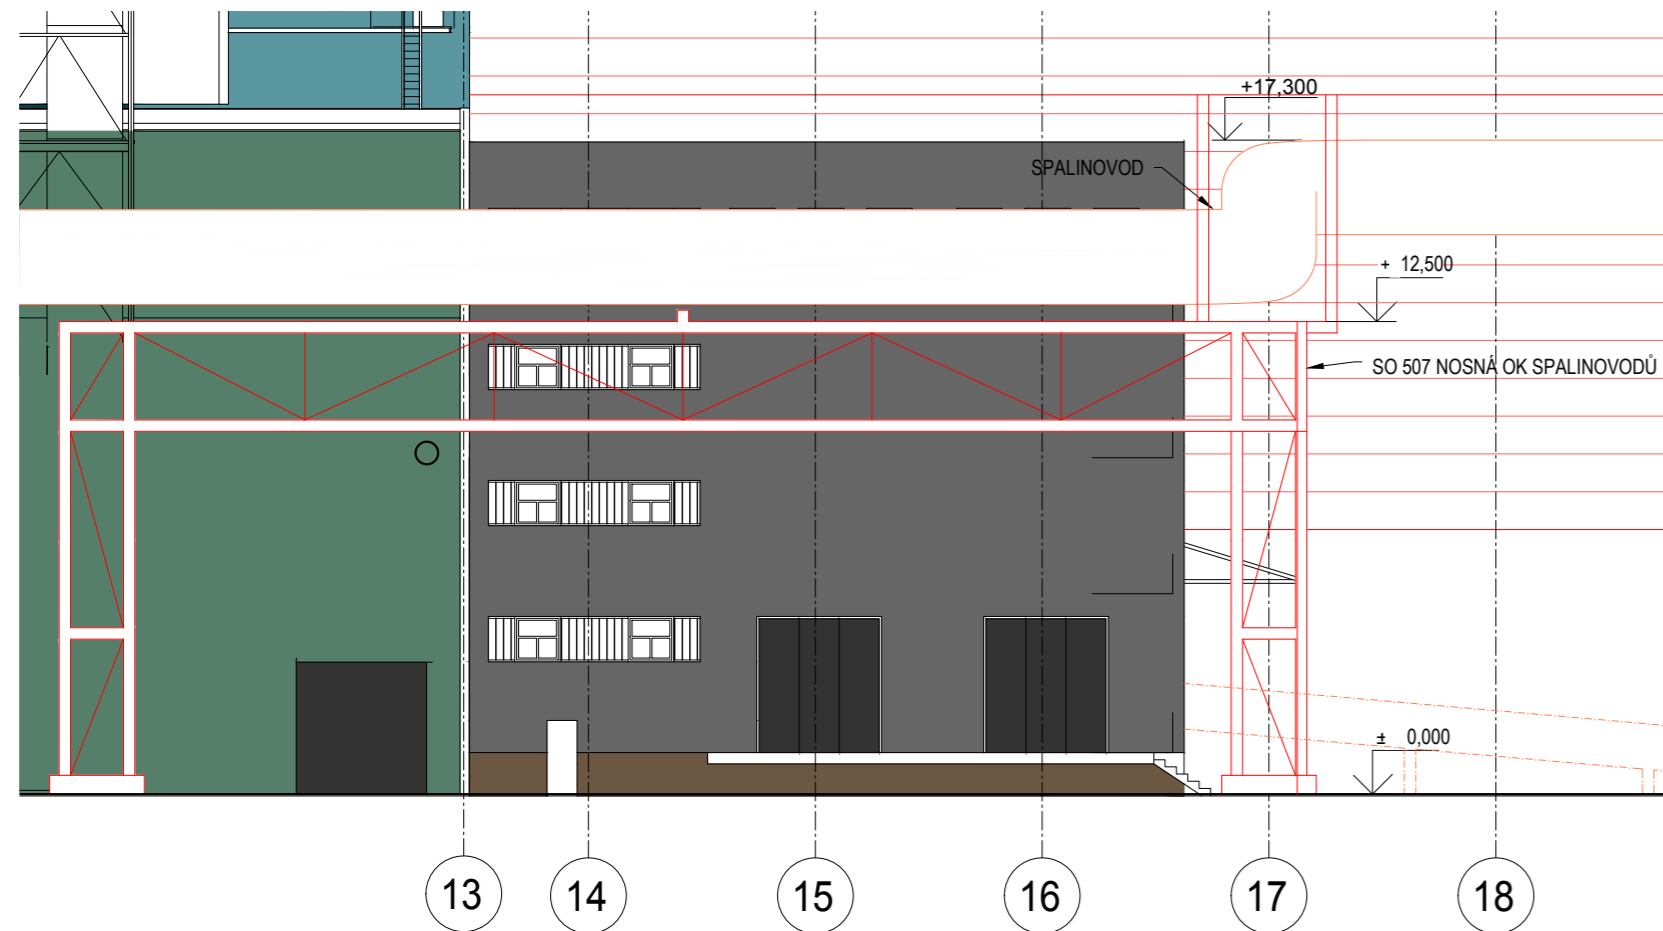 +17,300
SPALINOVOD
+ 12,500
SO 507 NOSNÁ OK SPALINOVODŮ
± 0,000
13 14 15 16 17 18